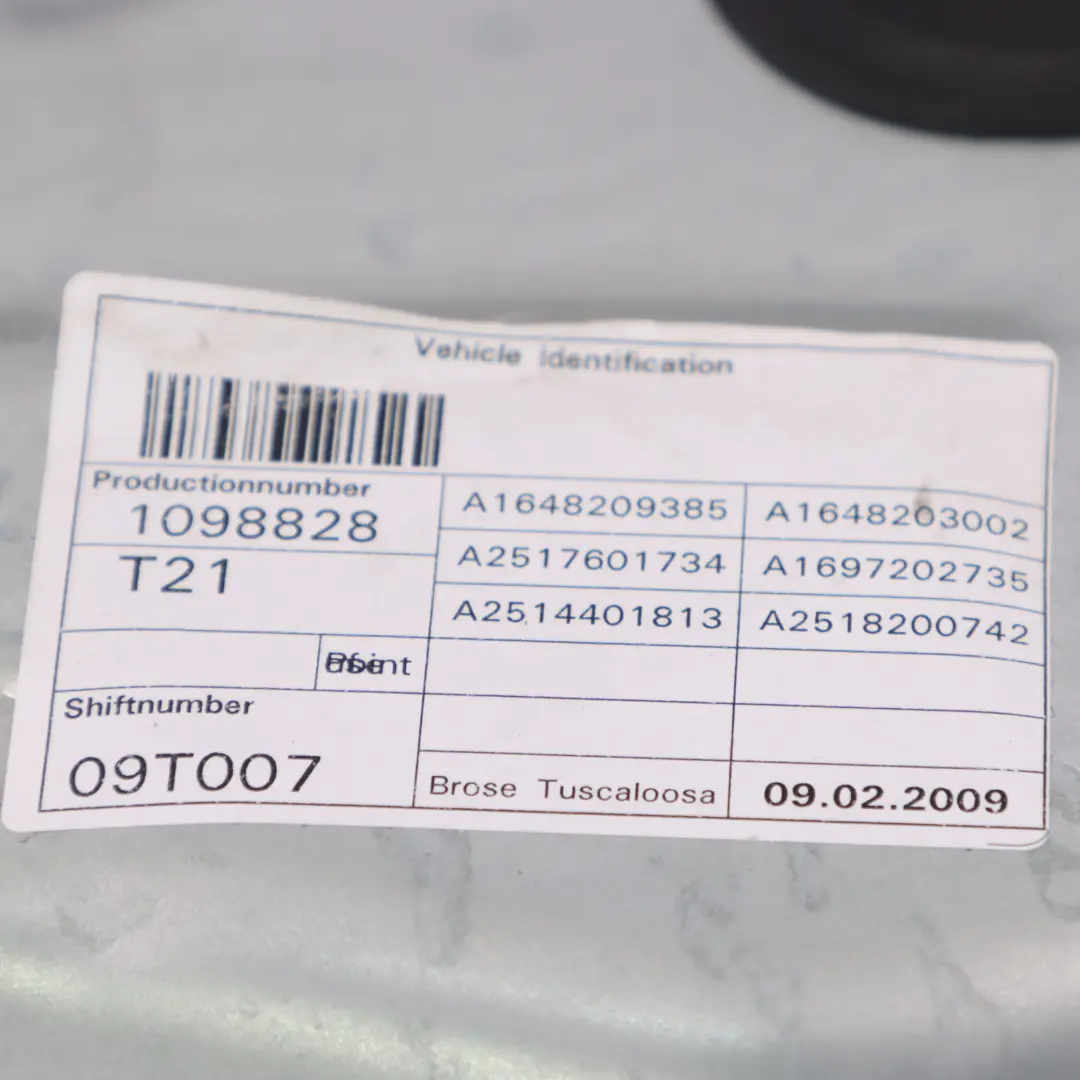 Vehicle identification
Productionnumber
1098828
A1648209385
A1648203002
T21
A2517601734
A1697202735
A2514401813
A2518200742
Shiftnumber
09T007
Brose Tuscaloosa
09.02.2009